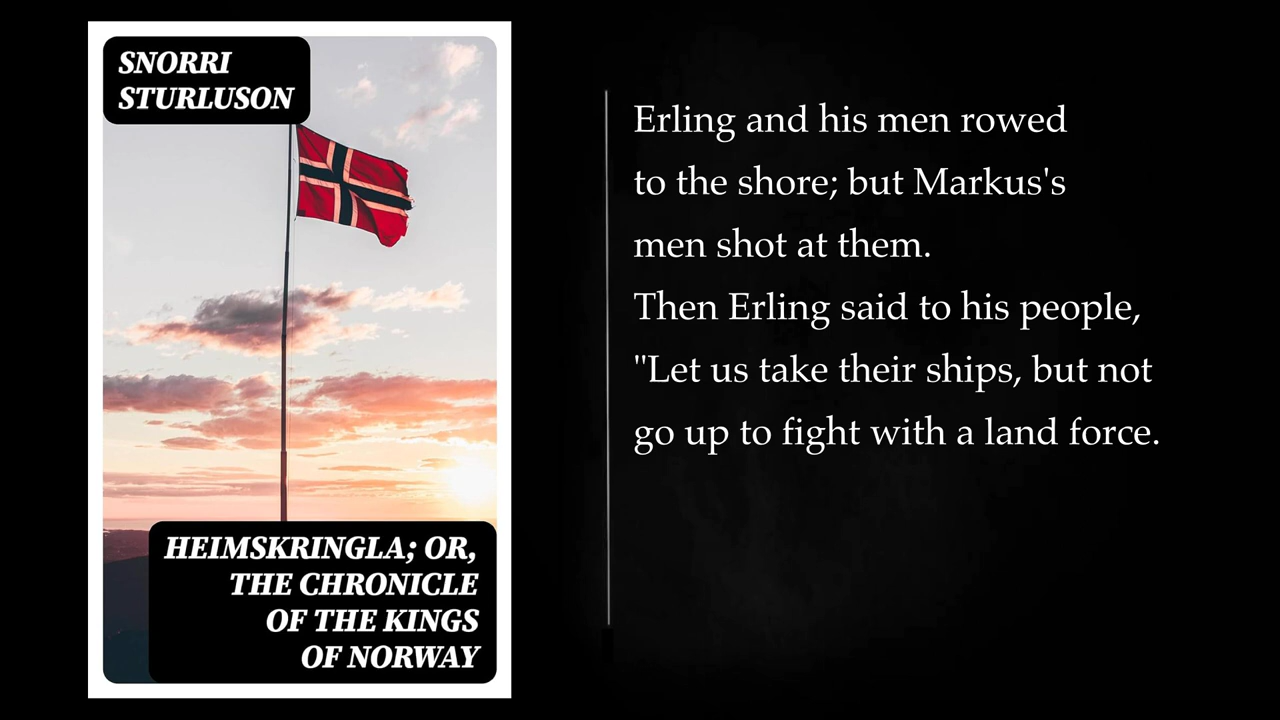 SNORRI
STURLUSON
HEIMSKRINGLA; OR,
THE CHRONICLE
OF THE KINGS
OF NORWAY
Erling and his men rowed
to the shore; but Markus's
men shot at them.
Then Erling said to his people,
"Let us take their ships, but not
go up to fight with a land force.